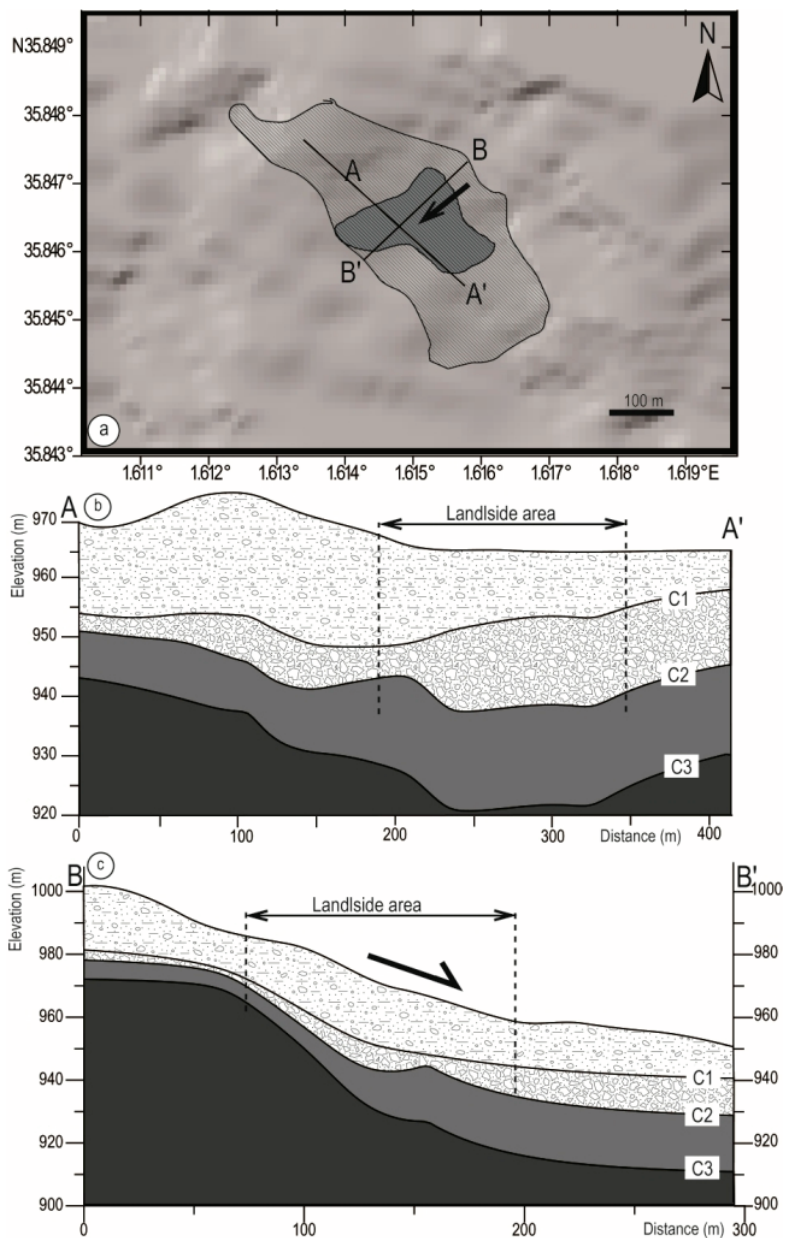 N35.849°
N
35.848°
35.847°
B
A
35.846°
B'
A'
35.845°
35.844°
100 m
a
35.843°
1.611° 1.612° 1.613° 1.614° 1.615° 1.616° 1.617° 1.618° 1.619°E
A b
Landlside area
A'
Elevation (m)
970
960
C1
950
C2
940
930
C3
920
0 100 200 300 Distance (m) 400
B c
B'
Elevation (m)
1000 1000
Landlside area
980 980
960 960
C1
940 940
C2
920 920
C3
900 900
0 50 100 150 200 250 Distance (m) 300